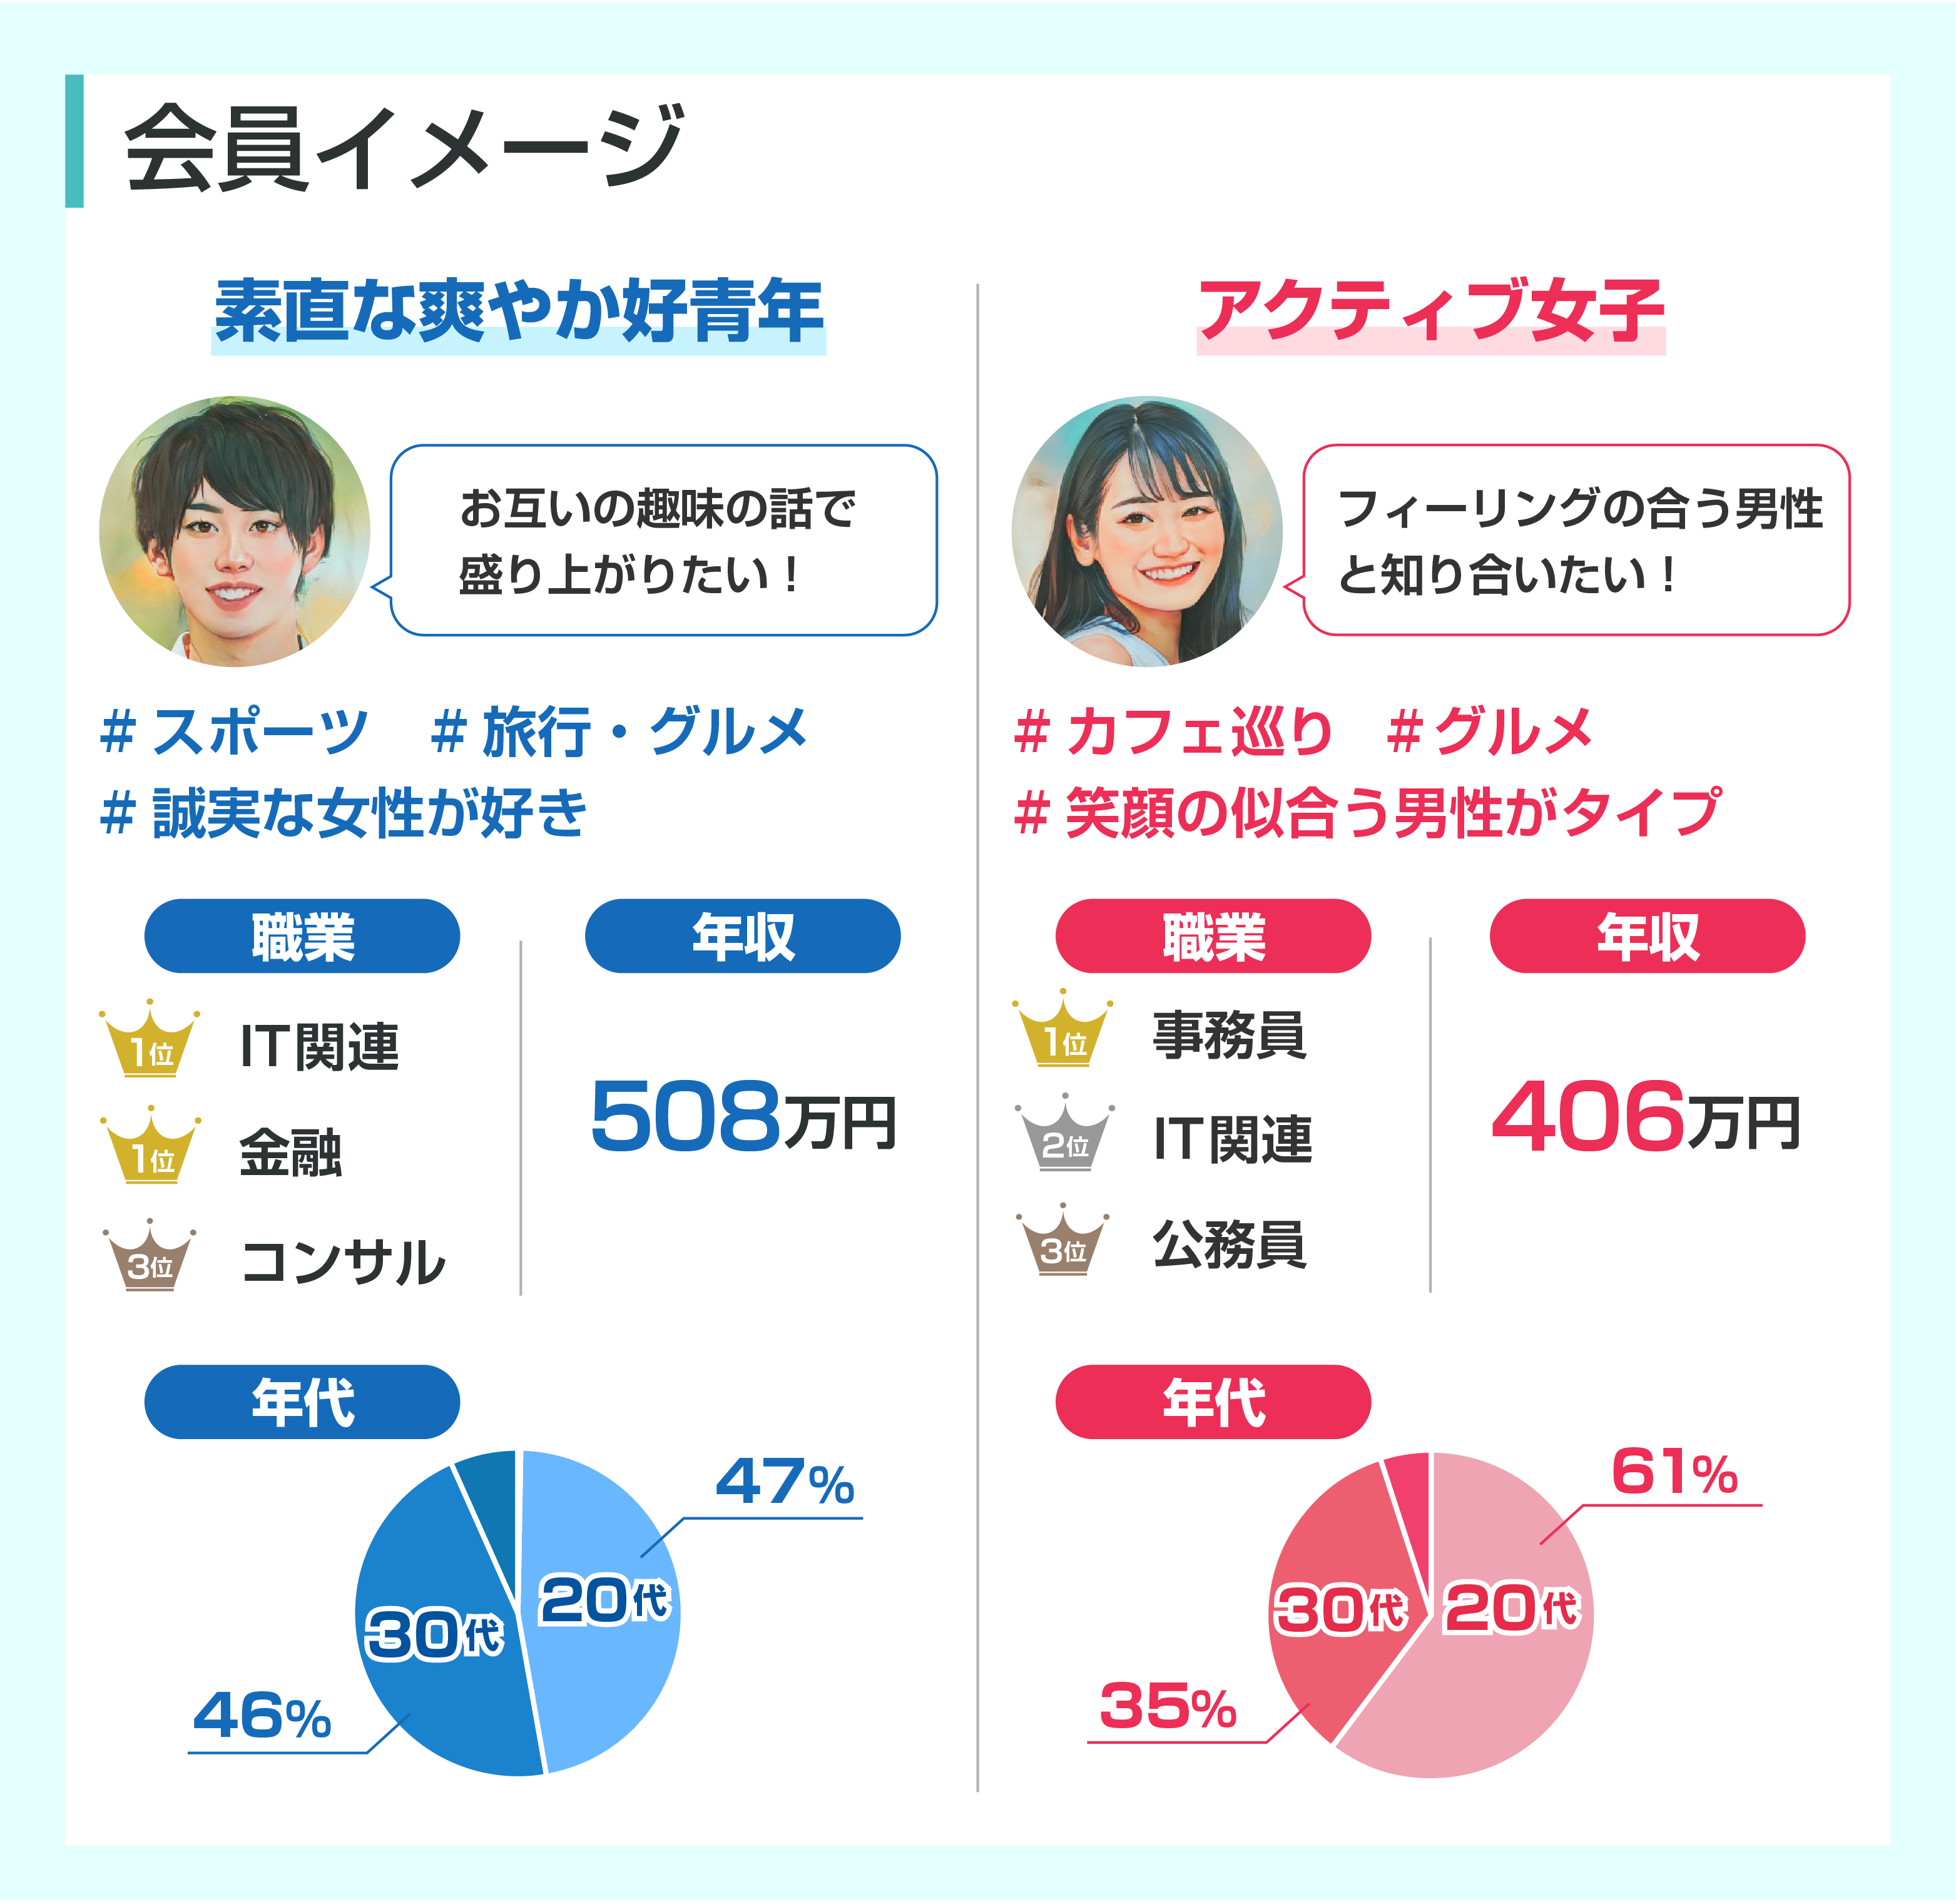 会員イメージ
素直な爽やか好青年
お互いの趣味の話で
盛り上がりたい！
# スポーツ # 旅行・グルメ
# 誠実な女性が好き
職業
1位 IT関連
1位 金融
3位 コンサル
年収
508万円
年代
47%
20代
30代
46%
アクティブ女子
フィーリングの合う男性
と知り合いたい！
# カフェ巡り # グルメ
# 笑顔の似合う男性がタイプ
職業
1位 事務員
2位 IT関連
3位 公務員
年収
406万円
年代
61%
30代 20代
35%